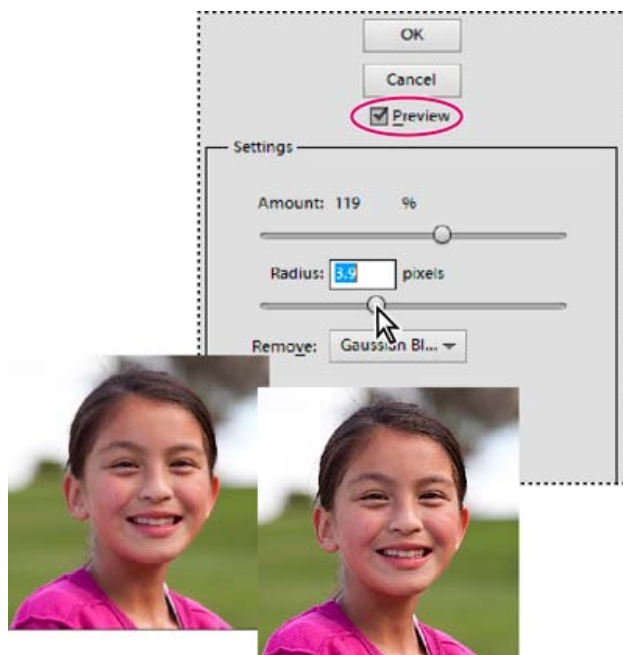 OK
Cancel
Preview
Settings
Amount: 119 %
Radius: 3.9 pixels
Remove: Gaussian Bl...